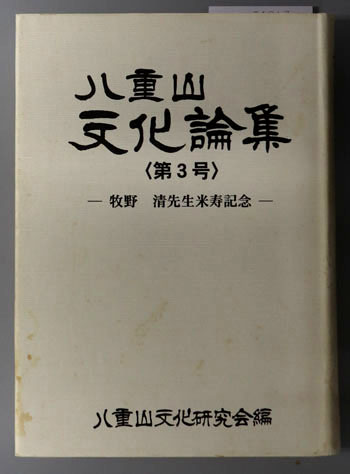 八重山
文化論集
〈第3号〉
― 牧野　清先生米寿記念 ―
八重山文化研究会編